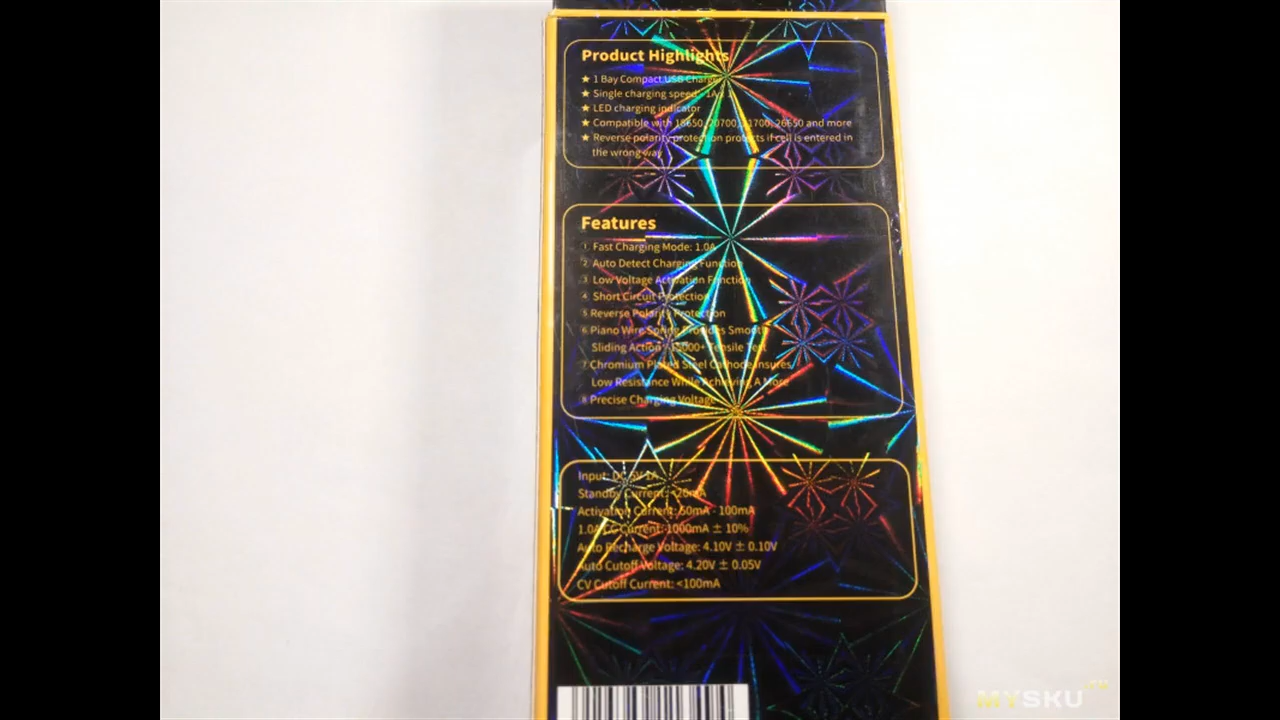 Product Highlights
★ 1 Bay Compact USB Charger
★ Single charging speed: 1A x 1
★ LED charging indicator
★ Compatible with 18650, 20700, 21700, 26650 and more
★ Reverse polarity protection protects if cell is entered in
the wrong way
Features
① Fast Charging Mode: 1.0A
② Auto Detect Charging Function
③ Low Voltage Activation Function
④ Short Circuit Protection
⑤ Reverse Polarity Protection
⑥ Piano Wire Spring Provides Smooth
Sliding Action - 15000+ Tensile Test
⑦ Chromium Plated Steel Cathode Insures
Low Resistance While Achieving A More
⑧ Precise Charging Voltage
Input: DC 5V 1A
Standby Current: <20mA
Activation Current: 50mA - 100mA
1.0A CC Current: 1000mA ± 10%
Auto Recharge Voltage: 4.10V ± 0.10V
Auto Cutoff Voltage: 4.20V ± 0.05V
CV Cutoff Current: <100mA
MYSKU